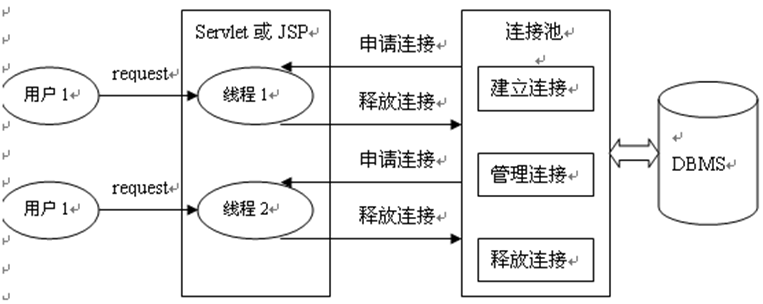 Servlet 或 JSP
连接池
申请连接
request
用户 1
线程 1
建立连接
释放连接
申请连接
DBMS
request
管理连接
用户 1
线程 2
释放连接
释放连接